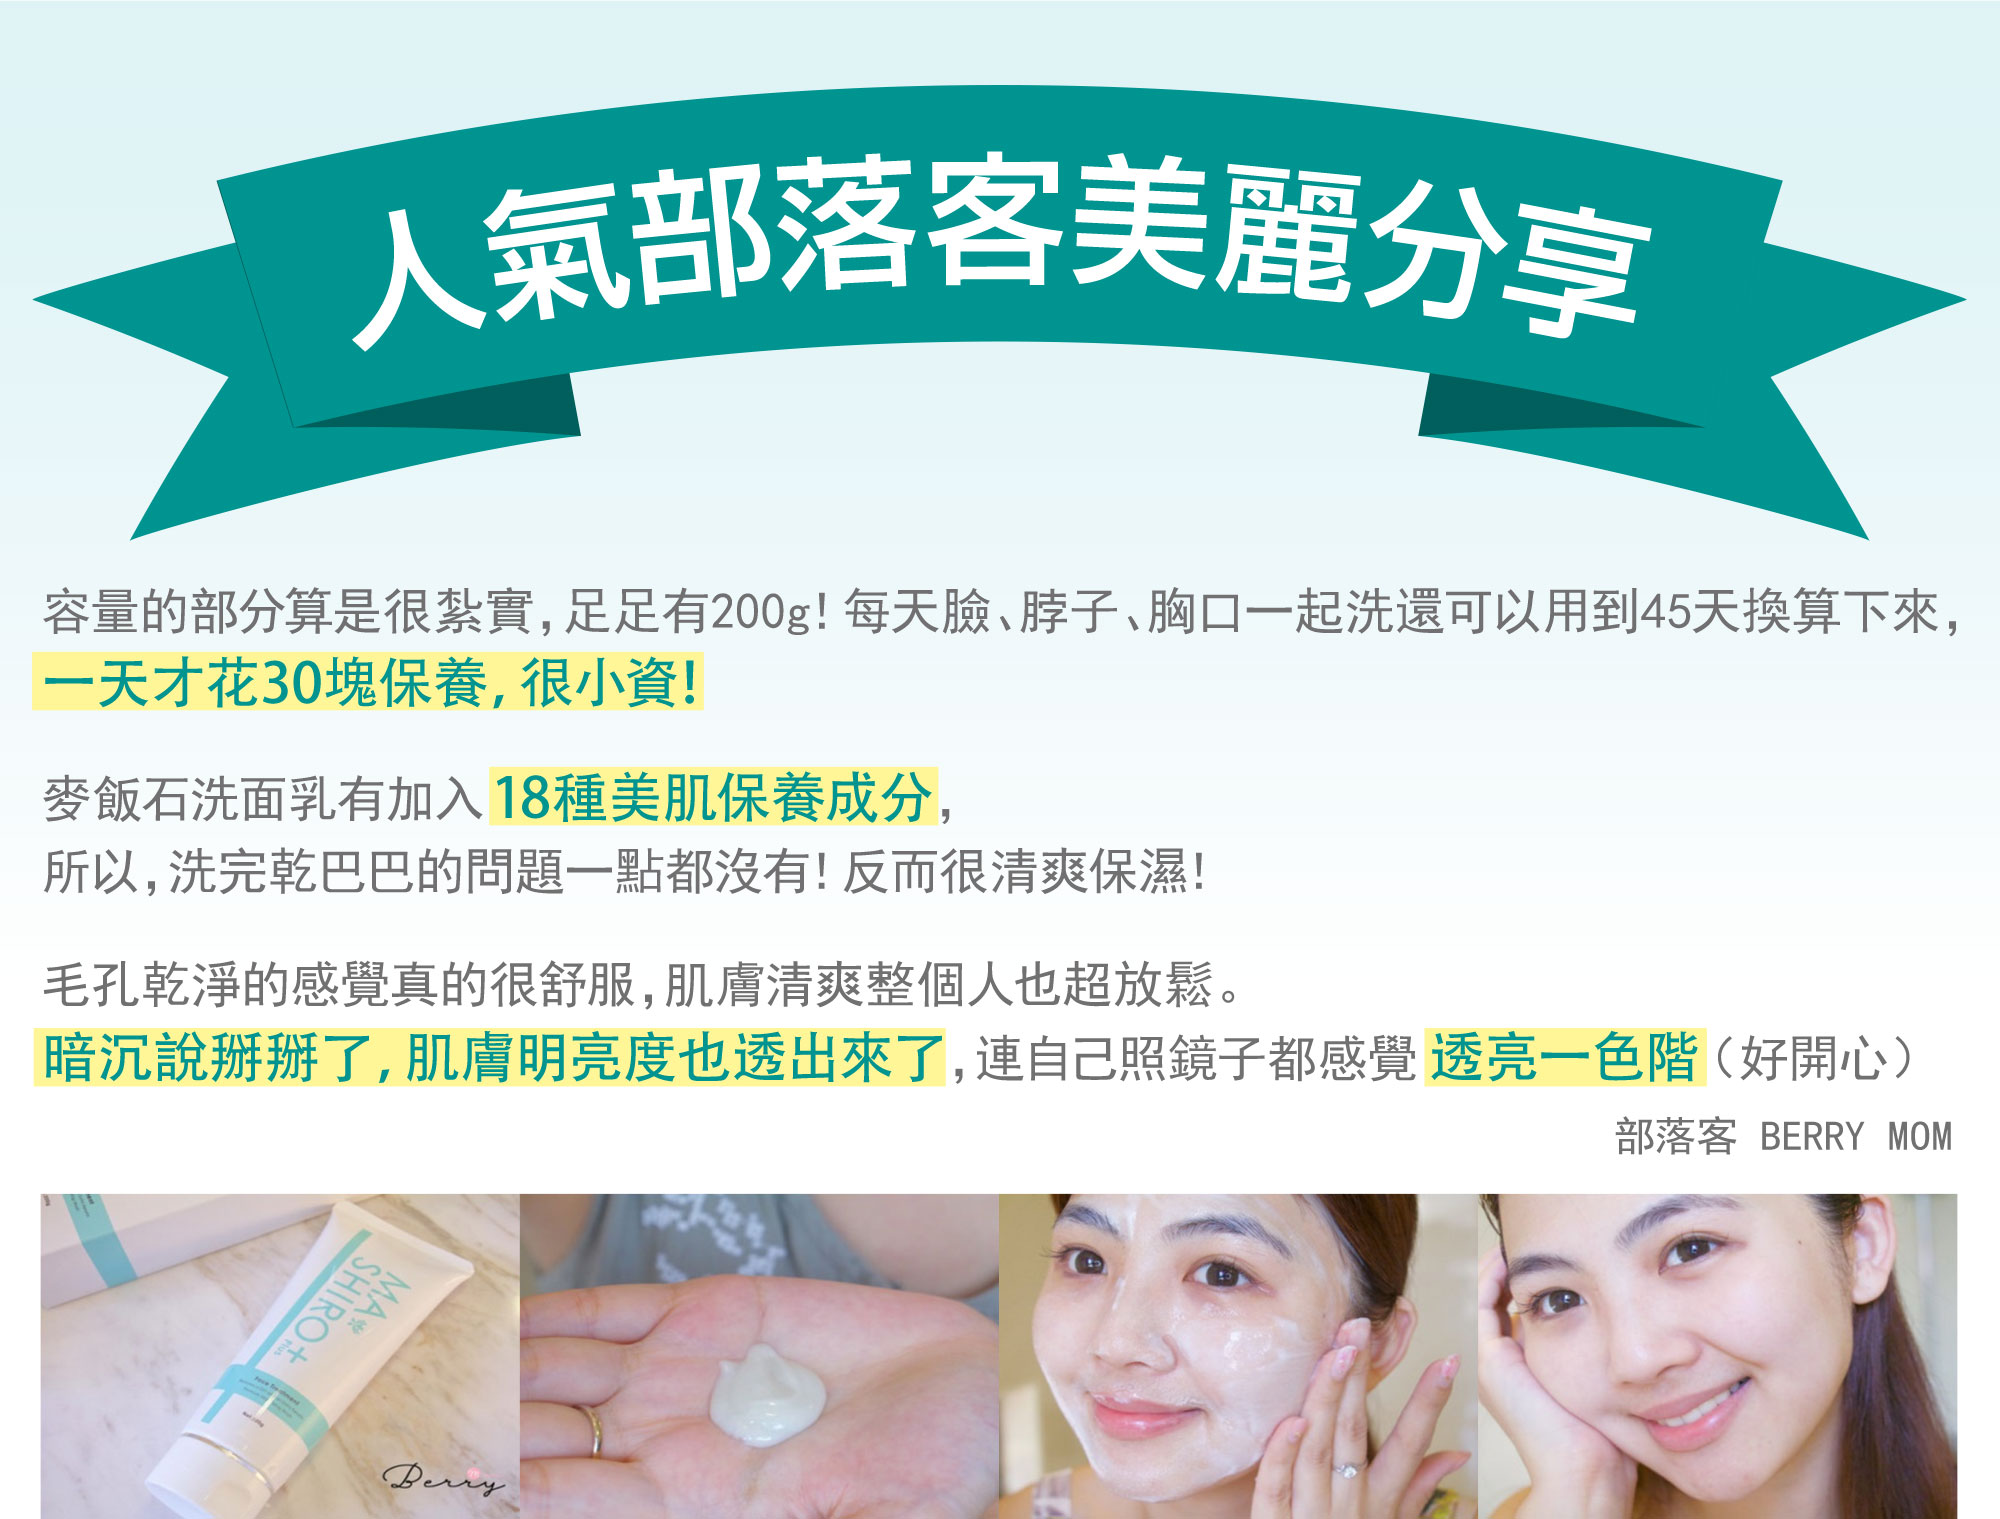 人氣部落客美麗分享
容量的部分算是很紮實,足足有200g!每天臉、脖子、胸口一起洗還可以用到45天換算下來,
一天才花30塊保養,很小資!
麥飯石洗面乳有加入18種美肌保養成分,
所以,洗完乾巴巴的問題一點都沒有!反而很清爽保濕!
毛孔乾淨的感覺真的很舒服,肌膚清爽整個人也超放鬆。
暗沉說掰掰了,肌膚明亮度也透出來了,連自己照鏡子都感覺透亮一色階(好開心)
部落客 BERRY MOM
MA
SHIRO+
Plus
Face Treatment
Berry